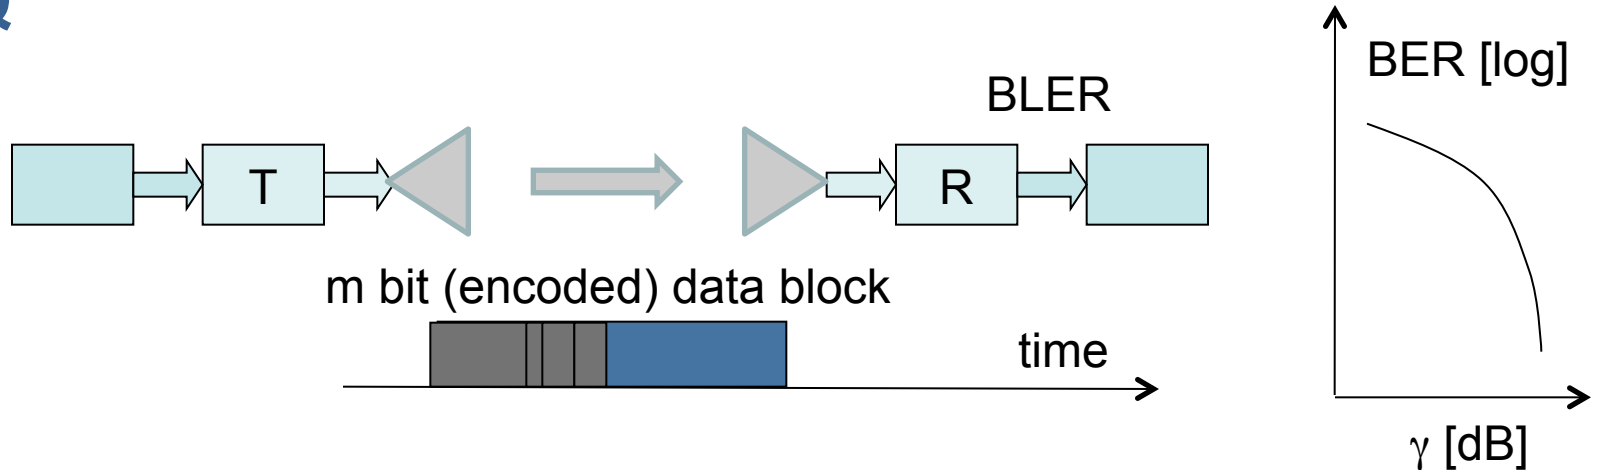 BER [log]
BLER
T
R
m bit (encoded) data block
time
γ [dB]